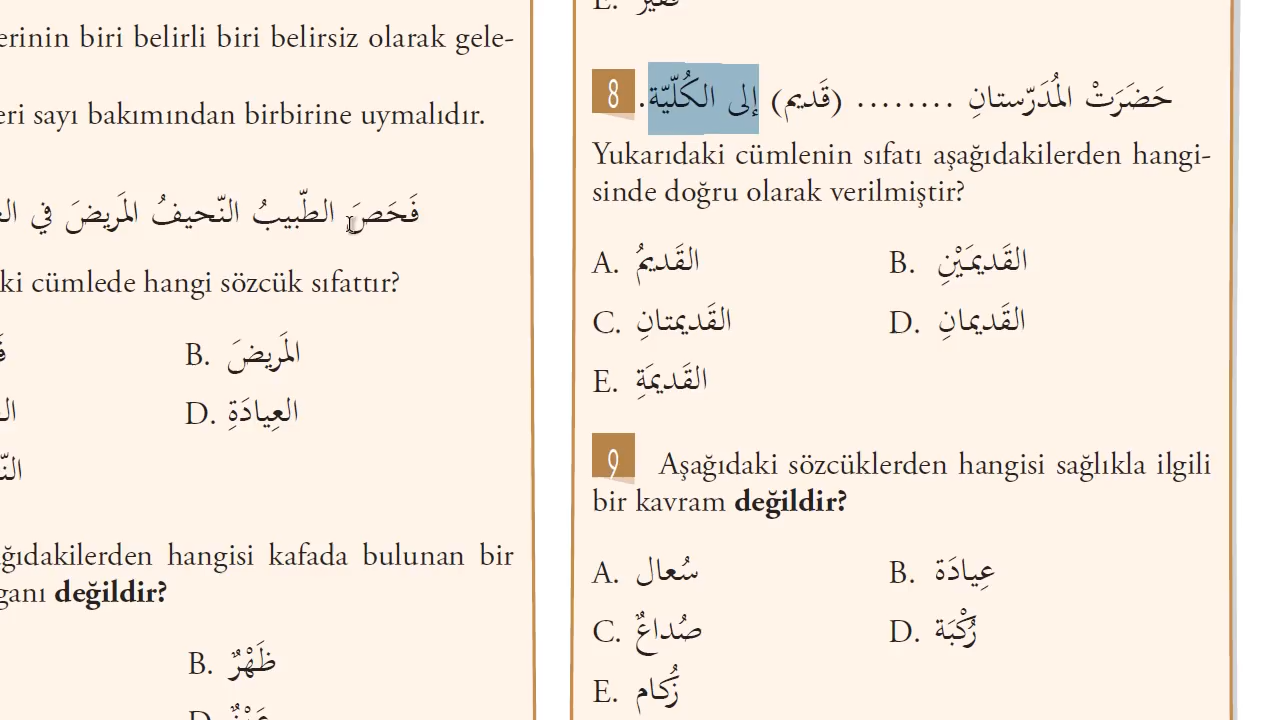 erinin biri belirli biri belirsiz olarak gele-
eri sayı bakımından birbirine uymalıdır.
فَحَصَ الطّبيبُ النّحيفُ المَريضَ في
ki cümlede hangi sözcük sıfattır?
B. المَريضَ
D. العِيادَةِ
ğıdakilerden hangisi kafada bulunan bir
ganı değildir?
B. ظَهْرٌ
E. فَقير
8 حَضَرَتْ المُدَرّستانِ ........ (قَديم) إلى الكُلّيّة.
Yukarıdaki cümlenin sıfatı aşağıdakilerden hangi-
sinde doğru olarak verilmiştir?
A. القَديمُ
B. القَديمَيْنِ
C. القَديمتانِ
D. القَديمانِ
E. القَديمَةِ
9 Aşağıdaki sözcüklerden hangisi sağlıkla ilgili
bir kavram değildir?
A. سُعال
B. عِيادَة
C. صُداعٌ
D. رُكْبَة
E. زُكام